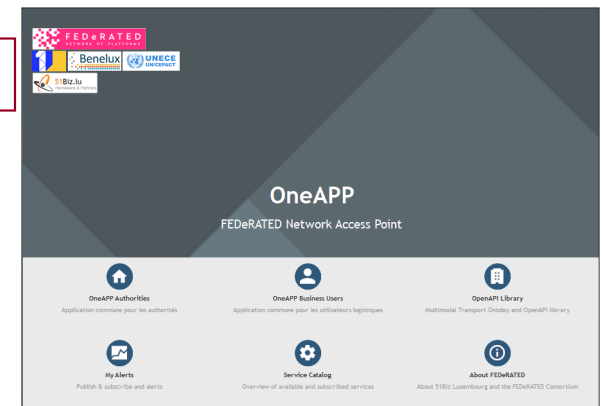 FEDeRATED
NETWORK OF PLATFORMS
Benelux
UNECE
UN/CEFACT
51Biz.lu
OneAPP
FEDeRATED Network Access Point
OneAPP Authorities
Application commune pour les authorités
OneAPP Business Users
Application commune pour les utilisateurs logistiques
OpenAPI Library
Multimodal Transport Ontoloy and OpenAPI library
My Alerts
Publish & subscribe and alerts
Service Catalog
Overview of available and subscribed services
About FEDeRATED
About 51Biz Luxembourg and the FEDeRATED Consortium